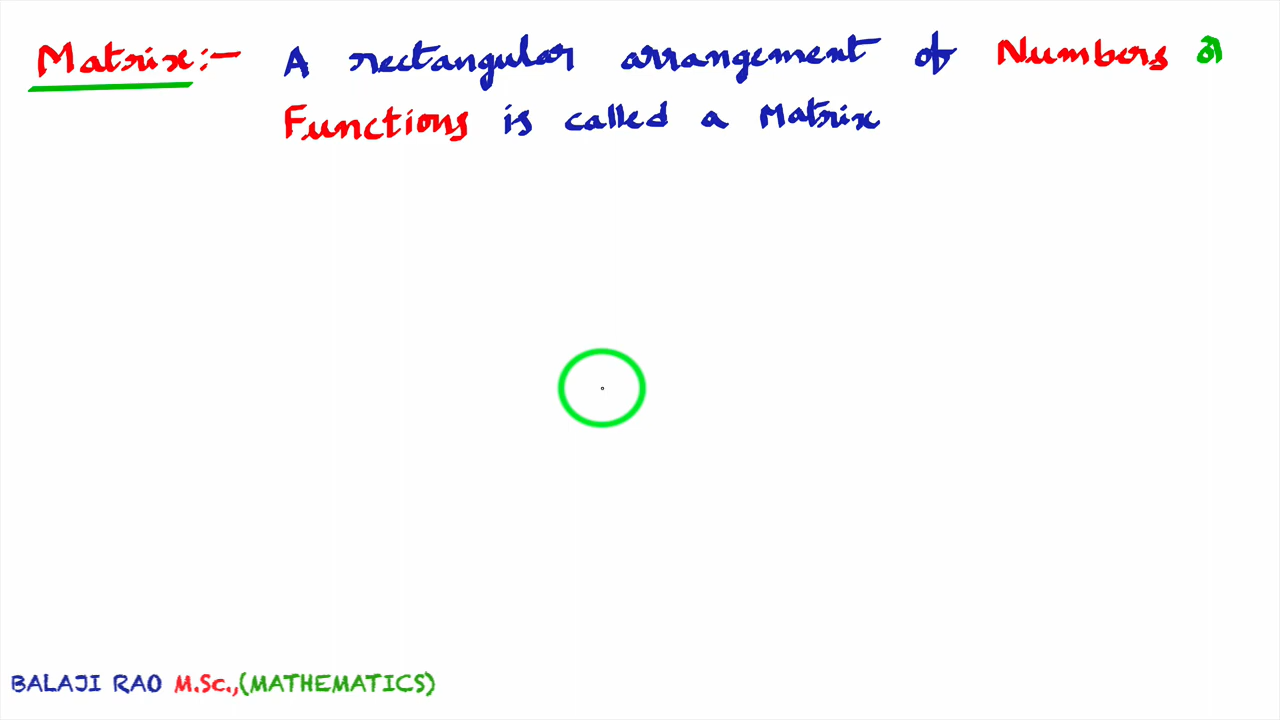 Matrix:- A rectangular arrangement of Numbers or
Functions is called a Matrix
BALAJI RAO M.Sc.,(MATHEMATICS)